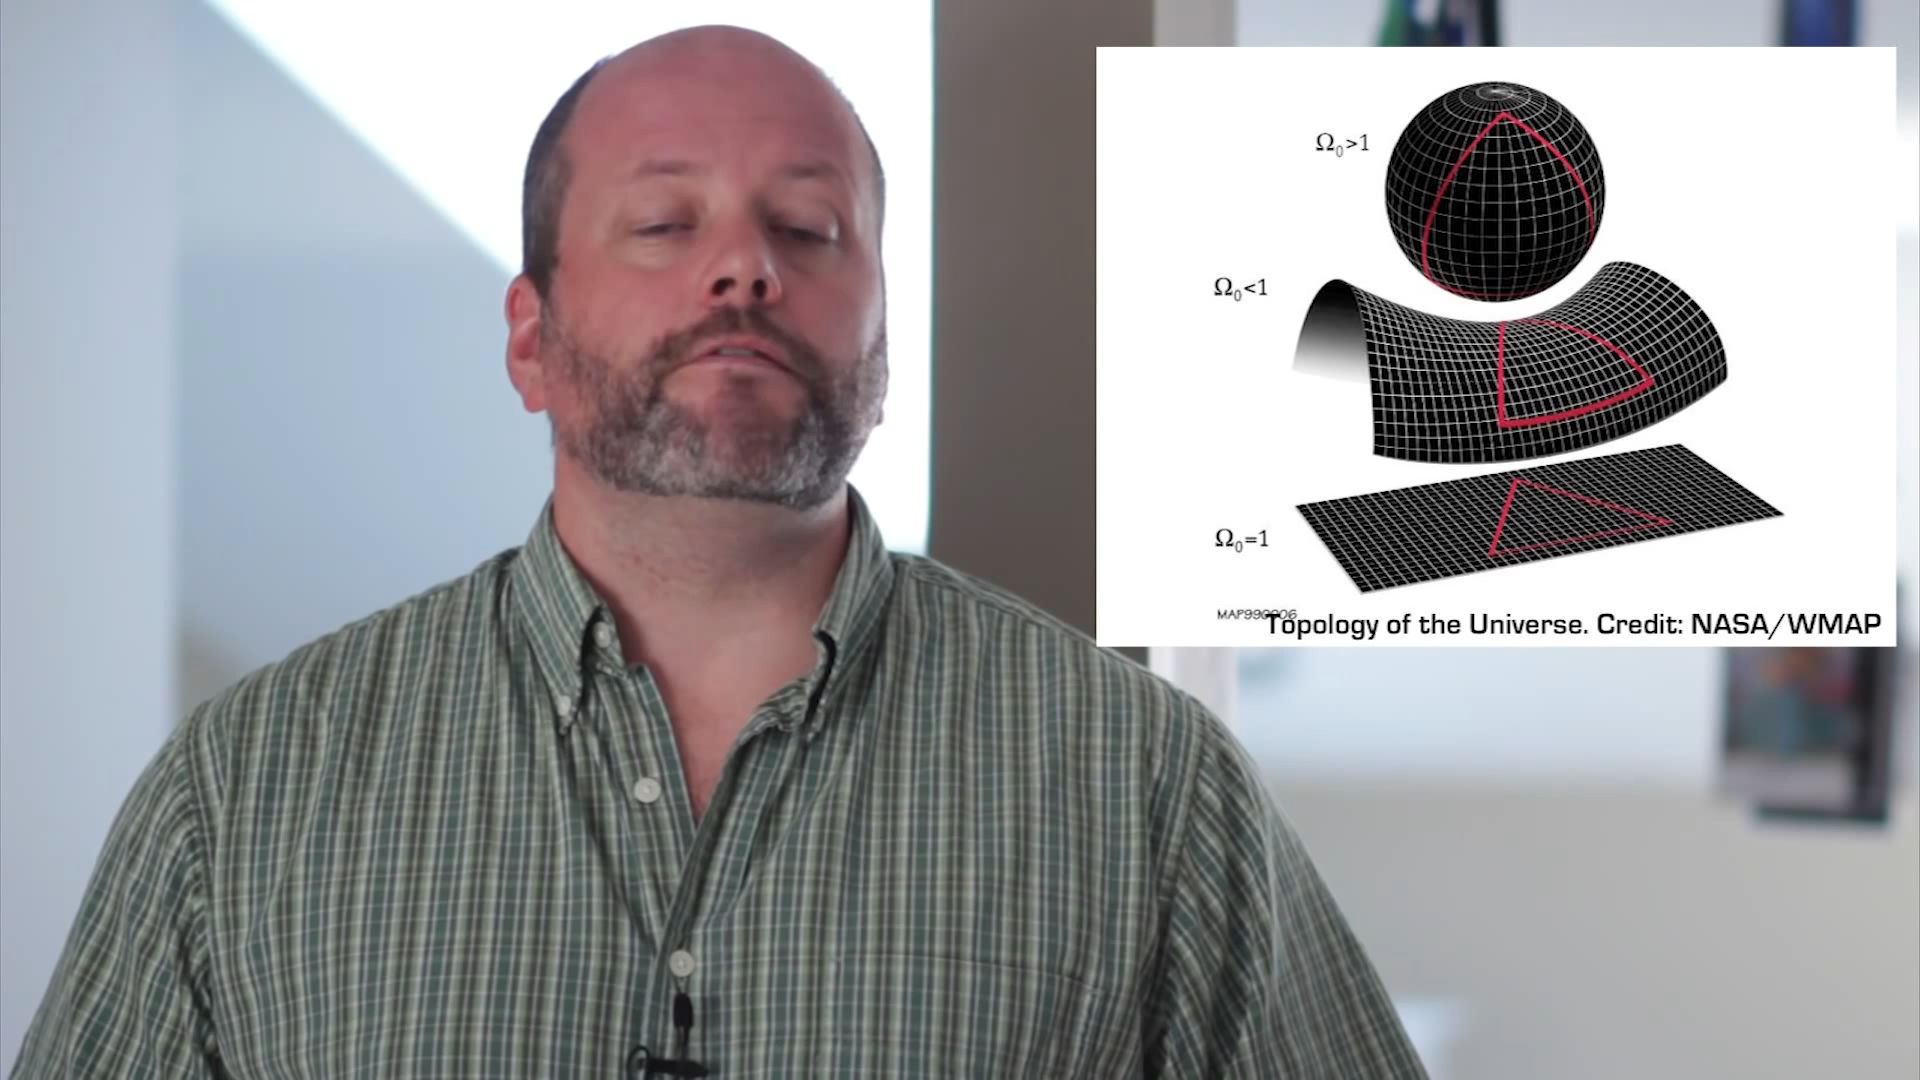 Ω₀>1
Ω₀<1
Ω₀=1
Topology of the Universe. Credit: NASA/WMAP